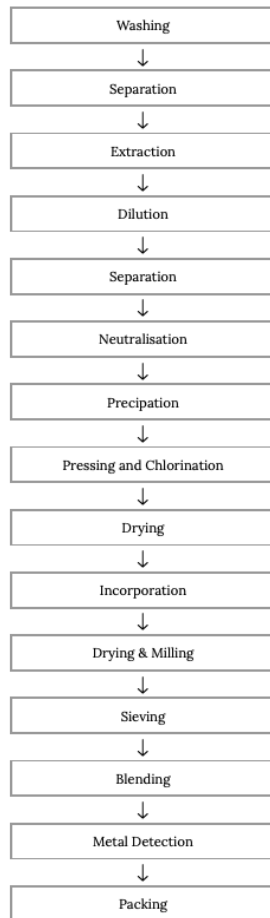 Washing
Separation
Extraction
Dilution
Separation
Neutralisation
Precipation
Pressing and Chlorination
Drying
Incorporation
Drying & Milling
Sieving
Blending
Metal Detection
Packing